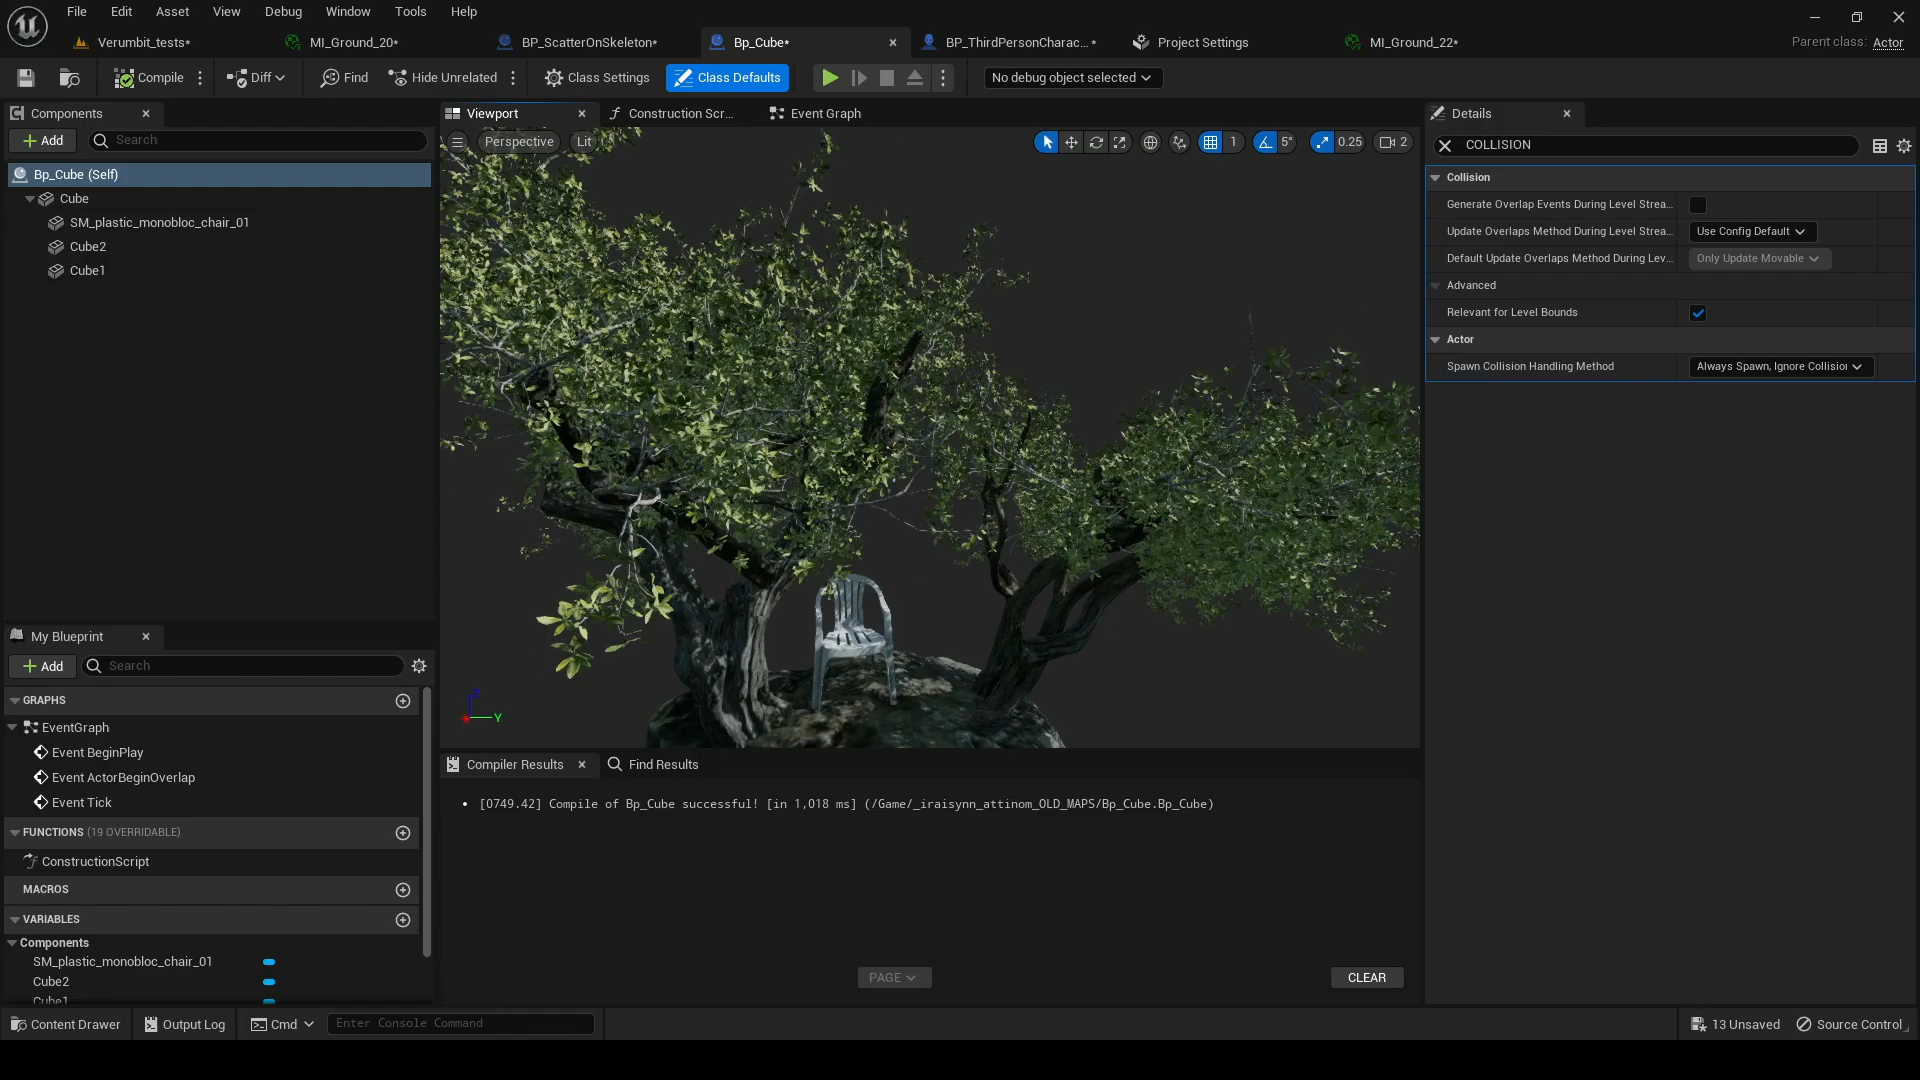 File Edit Asset View Debug Window Tools Help
Verumbit_tests* MI_Ground_20* BP_ScatterOnSkeleton* Bp_Cube* BP_ThirdPersonCharac...* Project Settings MI_Ground_22* Parent class: Actor
Compile Diff Find Hide Unrelated Class Settings Class Defaults No debug object selected
Components
Add Search
Bp_Cube (Self)
Cube
SM_plastic_monobloc_chair_01
Cube2
Cube1
Viewport Construction Scr... Event Graph
Perspective Lit 1 5° 0.25 2
Z
Y
Details
COLLISION
Collision
Generate Overlap Events During Level Strea...
Update Overlaps Method During Level Strea... Use Config Default
Default Update Overlaps Method During Lev... Only Update Movable
Advanced
Relevant for Level Bounds
Actor
Spawn Collision Handling Method Always Spawn, Ignore Collision
My Blueprint
Add Search
GRAPHS
EventGraph
Event BeginPlay
Event ActorBeginOverlap
Event Tick
FUNCTIONS (19 OVERRIDABLE)
ConstructionScript
MACROS
VARIABLES
Components
SM_plastic_monobloc_chair_01
Cube2
Cube1
Compiler Results Find Results
• [0749.42] Compile of Bp_Cube successful! [in 1,018 ms] (/Game/_iraisynn_attinom_OLD_MAPS/Bp_Cube.Bp_Cube)
PAGE CLEAR
Content Drawer Output Log Cmd Enter Console Command 13 Unsaved Source Control